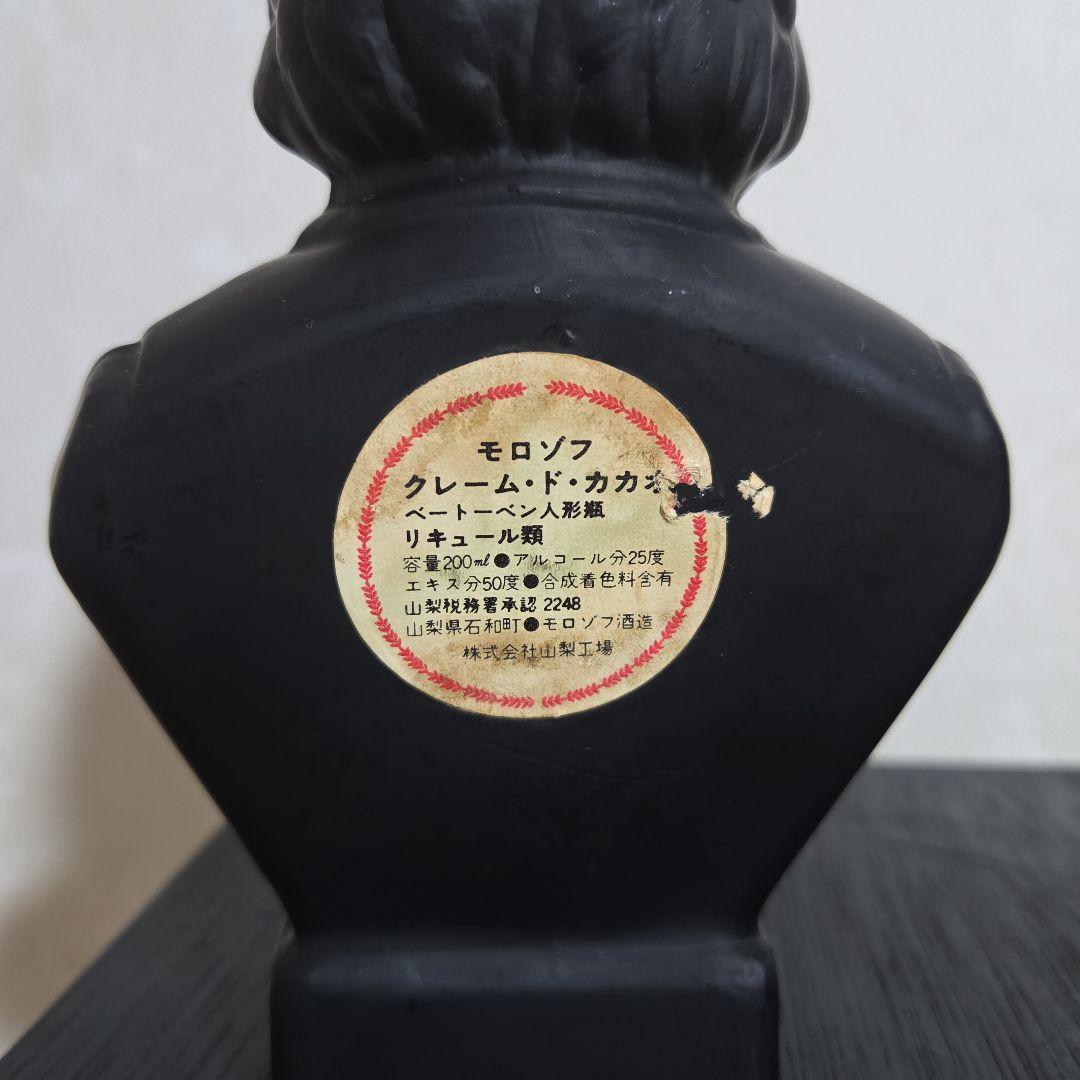 モロゾフ
クレーム・ド・カカオ
ベートーベン人形瓶
リキュール類
容量200ml●アルコール分25度
エキス分50度●合成着色料含有
山梨税務署承認 2248
山梨県石和町●モロゾフ酒造
株式会社山梨工場